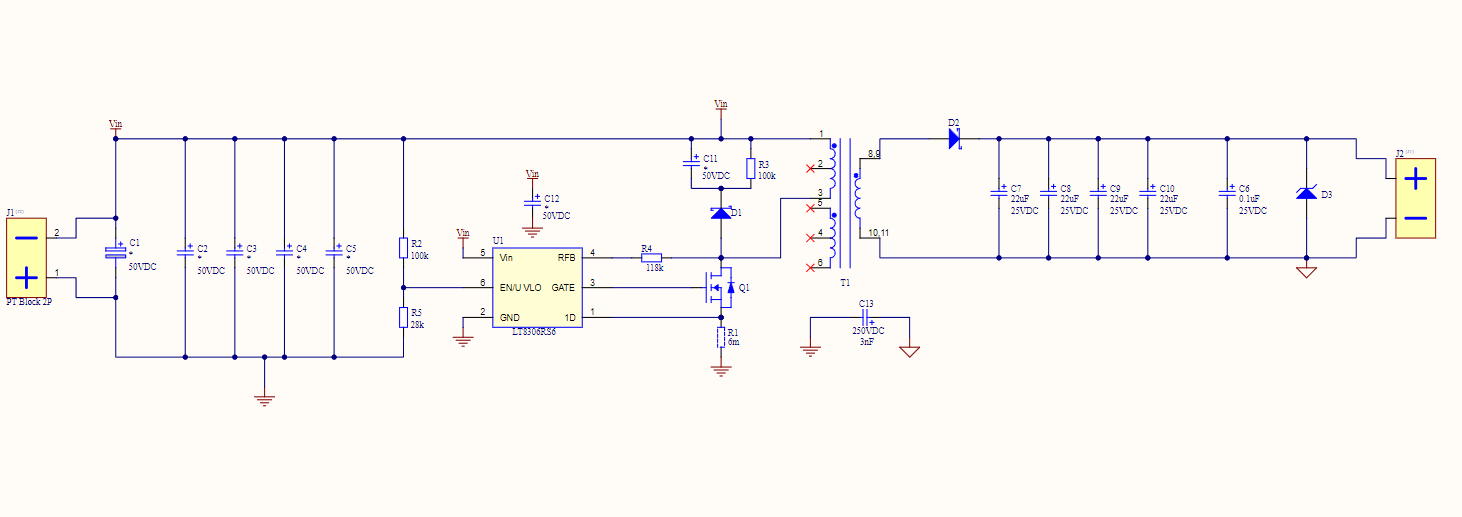 Vin
J1
2
−
+
1
PT Block 2P
C1
*
50VDC
C2
*
50VDC
C3
*
50VDC
C4
*
50VDC
C5
*
50VDC
R2
100k
R5
28k
Vin
C12
*
50VDC
Vin
U1
5
Vin
RFB
4
6
EN/U VLO
GATE
3
2
GND
1D
1
LT8306RS6
R4
118k
Vin
C11
*
50VDC
R3
100k
D1
Q1
R1
6m
1
2
3
5
4
6
8,9
10,11
T1
C13
250VDC
3nF
D2
C7
22uF
25VDC
C8
22uF
25VDC
C9
22uF
25VDC
C10
22uF
25VDC
C6
0.1uF
25VDC
D3
J2
+
−